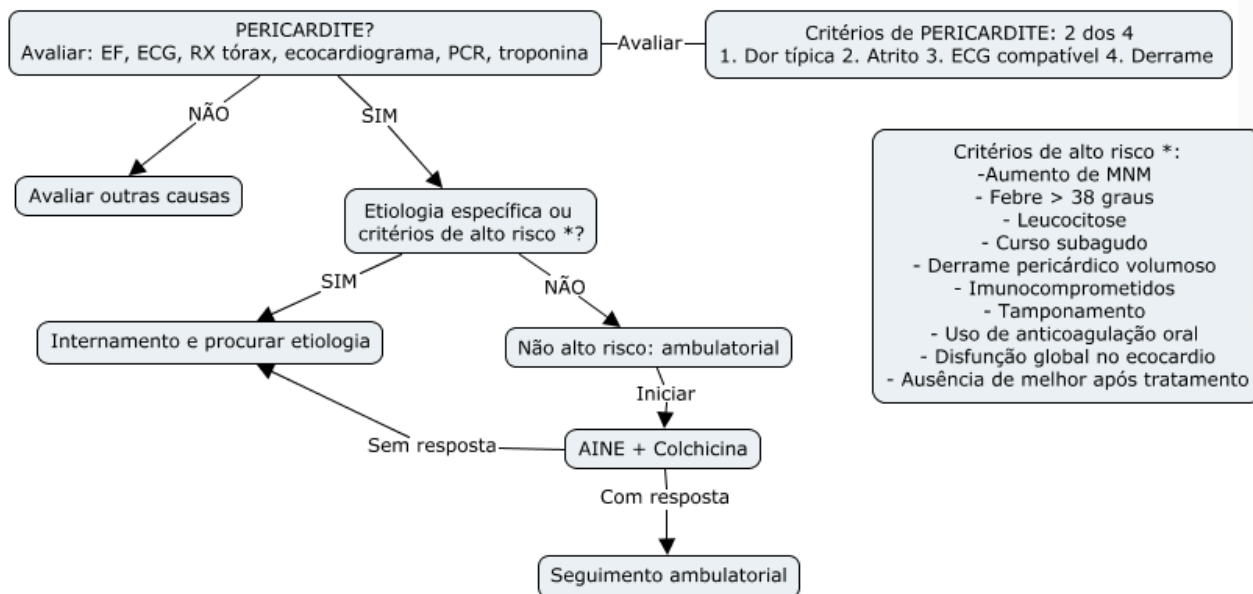 PERICARDITE?
Avaliar: EF, ECG, RX tórax, ecocardiograma, PCR, troponina
Avaliar
Critérios de PERICARDITE: 2 dos 4
1. Dor típica 2. Atrito 3. ECG compatível 4. Derrame
NÃO
SIM
Avaliar outras causas
Etiologia específica ou
critérios de alto risco *?
SIM
NÃO
Internamento e procurar etiologia
Não alto risco: ambulatorial
Iniciar
AINE + Colchicina
Sem resposta
Com resposta
Seguimento ambulatorial
Critérios de alto risco *:
-Aumento de MNM
- Febre > 38 graus
- Leucocitose
- Curso subagudo
- Derrame pericárdico volumoso
- Imunocomprometidos
- Tamponamento
- Uso de anticoagulação oral
- Disfunção global no ecocardio
- Ausência de melhor após tratamento